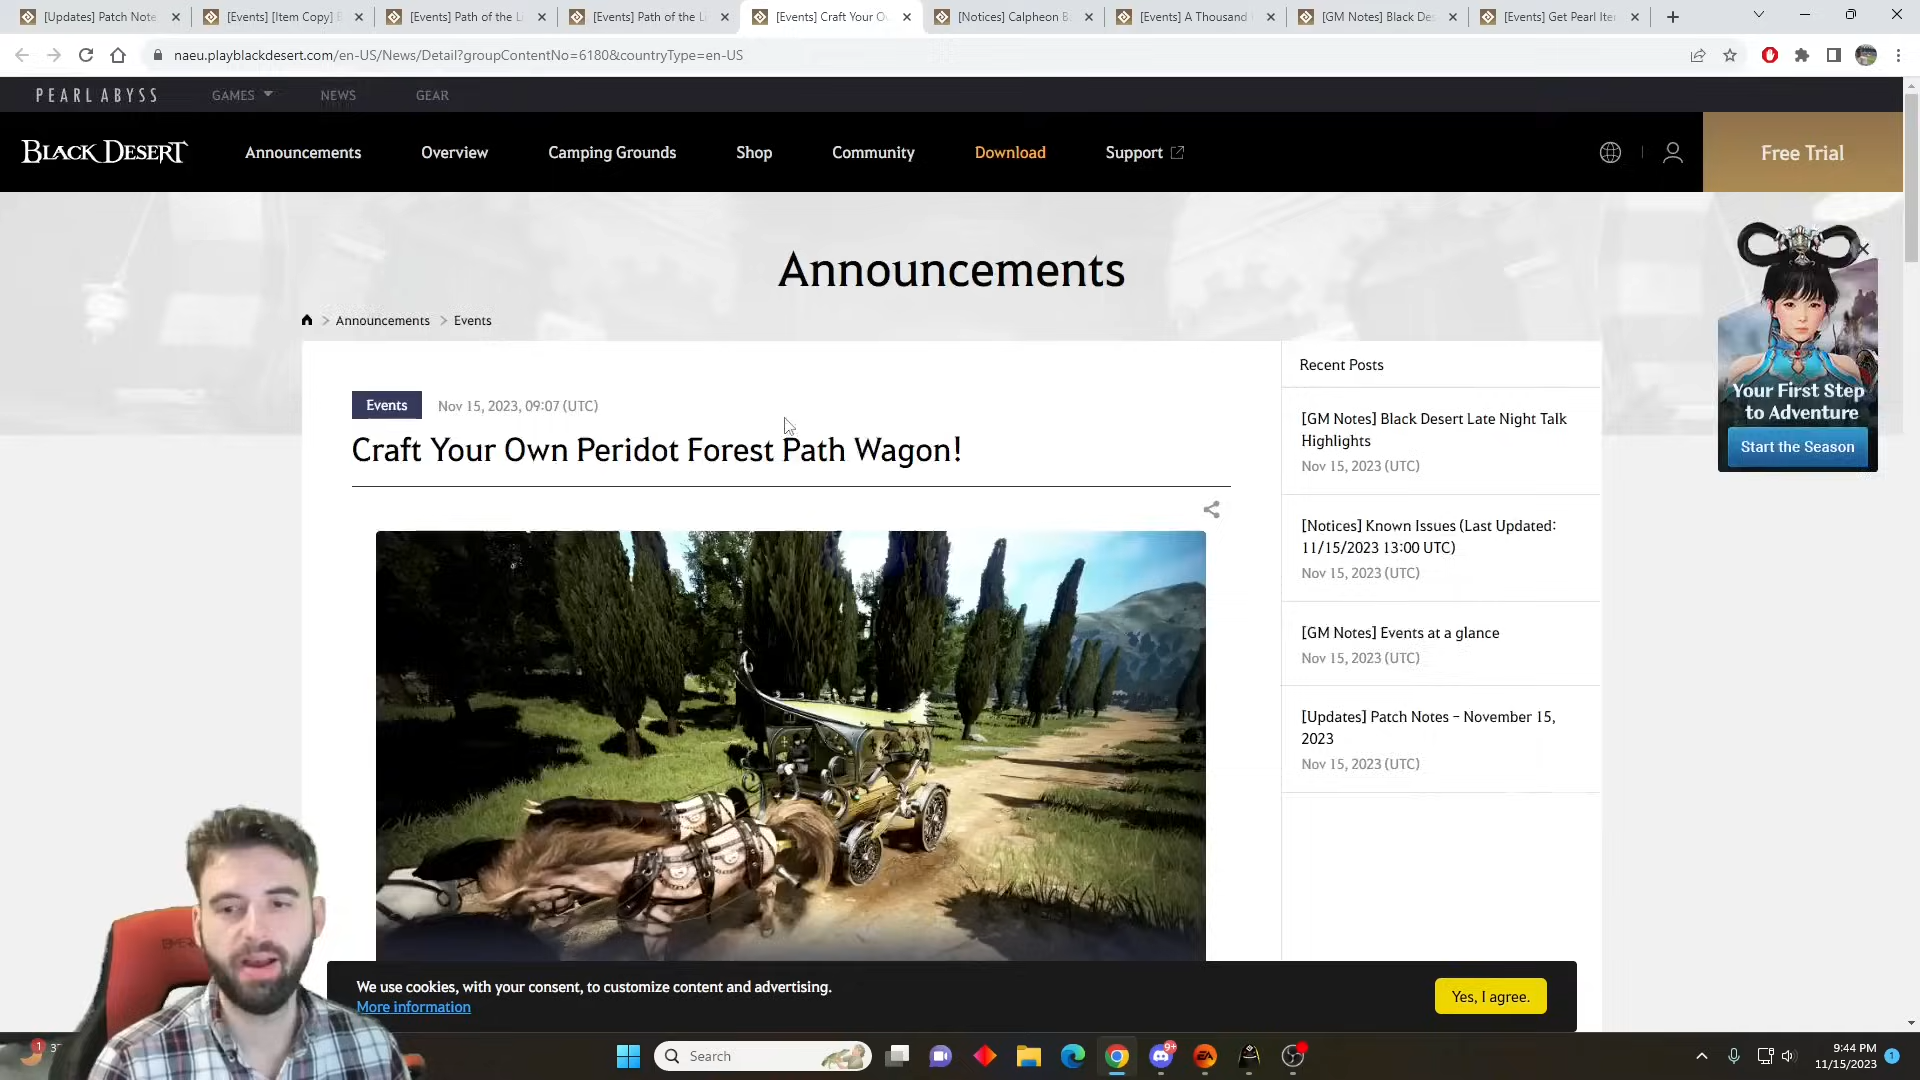 [Updates] Patch Note
[Events] [Item Copy]
[Events] Path of the L
[Events] Path of the L
[Events] Craft Your O
[Notices] Calpheon B
[Events] A Thousand
[GM Notes] Black De
[Events] Get Pearl Ite
naeu.playblackdesert.com/en-US/News/Detail?groupContentNo=6180&countryType=en-US
PEARL ABYSS GAMES NEWS GEAR
BLACK DESERT Announcements Overview Camping Grounds Shop Community Download Support Free Trial
Announcements
Announcements > Events
Events Nov 15, 2023, 09:07 (UTC)
Craft Your Own Peridot Forest Path Wagon!
Recent Posts
[GM Notes] Black Desert Late Night Talk
Highlights
Nov 15, 2023 (UTC)
[Notices] Known Issues (Last Updated:
11/15/2023 13:00 UTC)
Nov 15, 2023 (UTC)
[GM Notes] Events at a glance
Nov 15, 2023 (UTC)
[Updates] Patch Notes – November 15,
2023
Nov 15, 2023 (UTC)
Your First Step
to Adventure
Start the Season
We use cookies, with your consent, to customize content and advertising.
More information
Yes, I agree.
1
Search
9+
EA
9:44 PM
11/15/2023
1